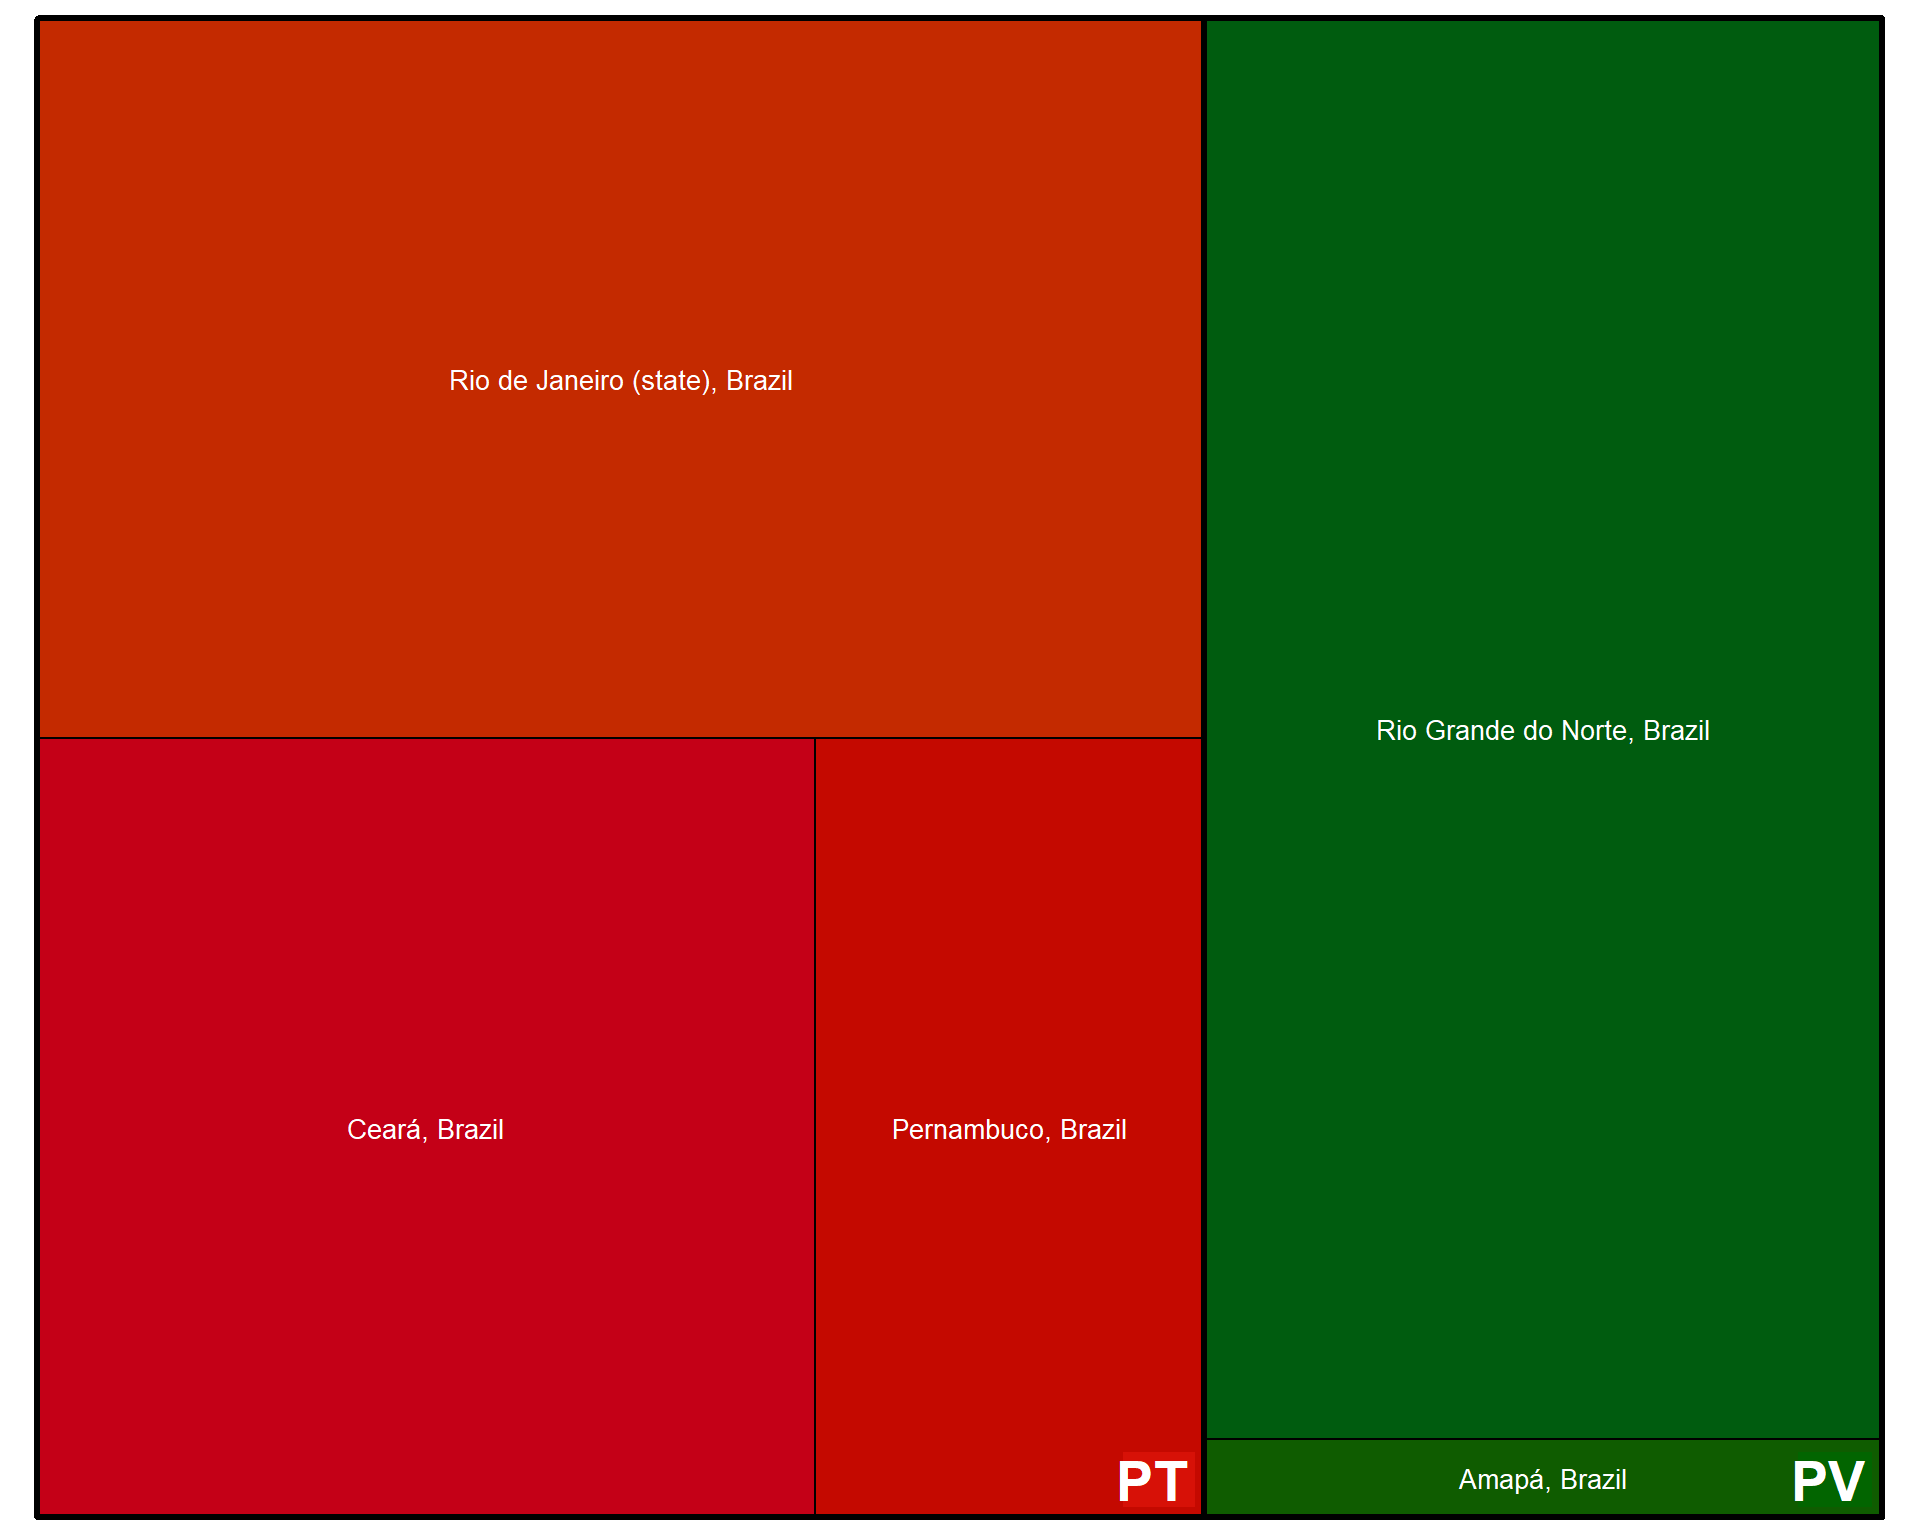 Rio de Janeiro (state), Brazil
Rio Grande do Norte, Brazil
Ceará, Brazil
Pernambuco, Brazil
PT
Amapá, Brazil
PV